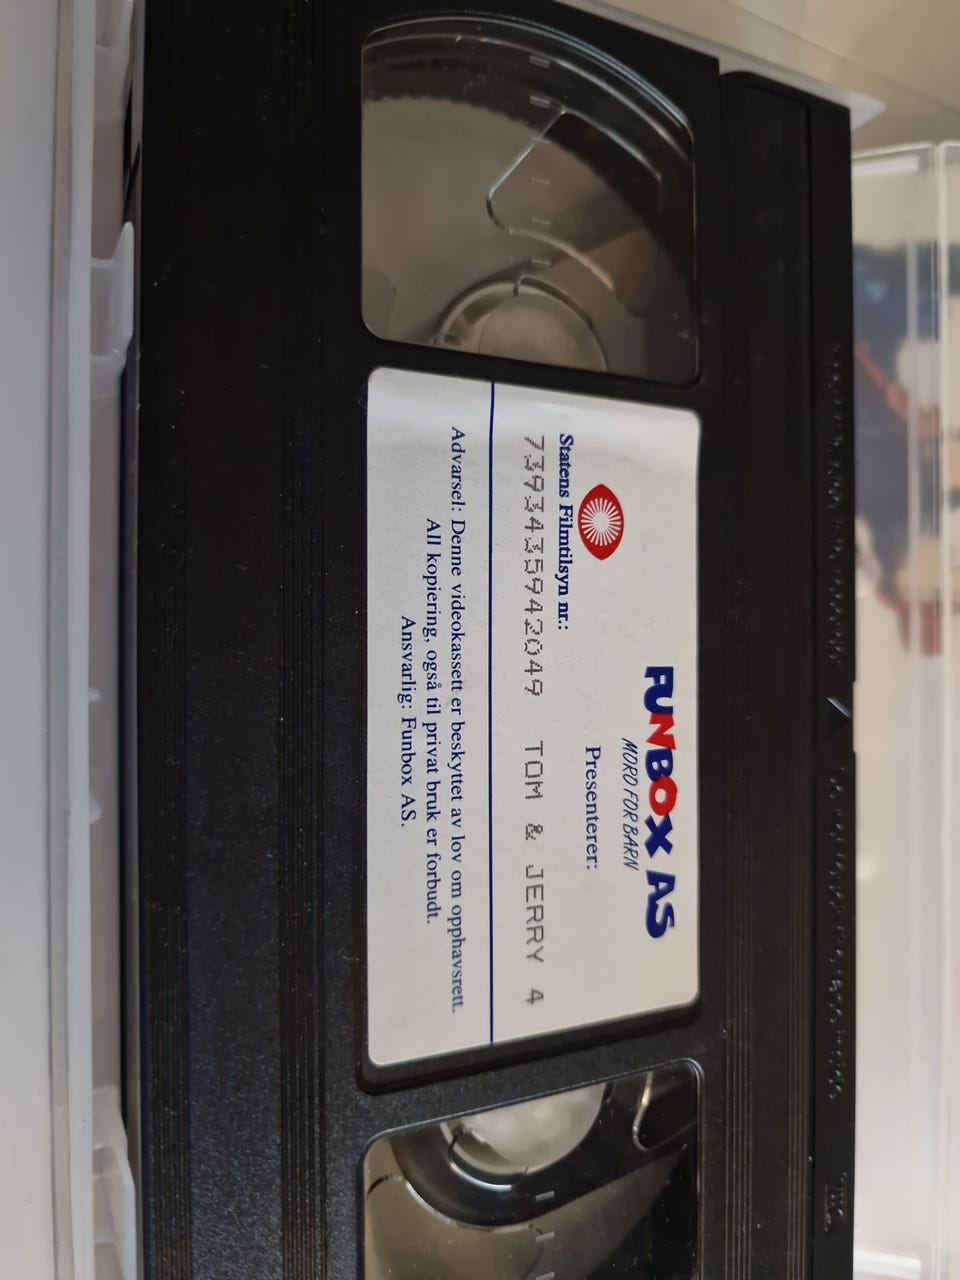 FUNBOX AS
MORO FOR BARN
Presenterer:
Statens Filmtilsyn nr.:
7393435942049 TOM & JERRY 4
Advarsel: Denne videokassett er beskyttet av lov om opphavsrett.
All kopiering, også til privat bruk er forbudt.
Ansvarlig: Funbox AS.